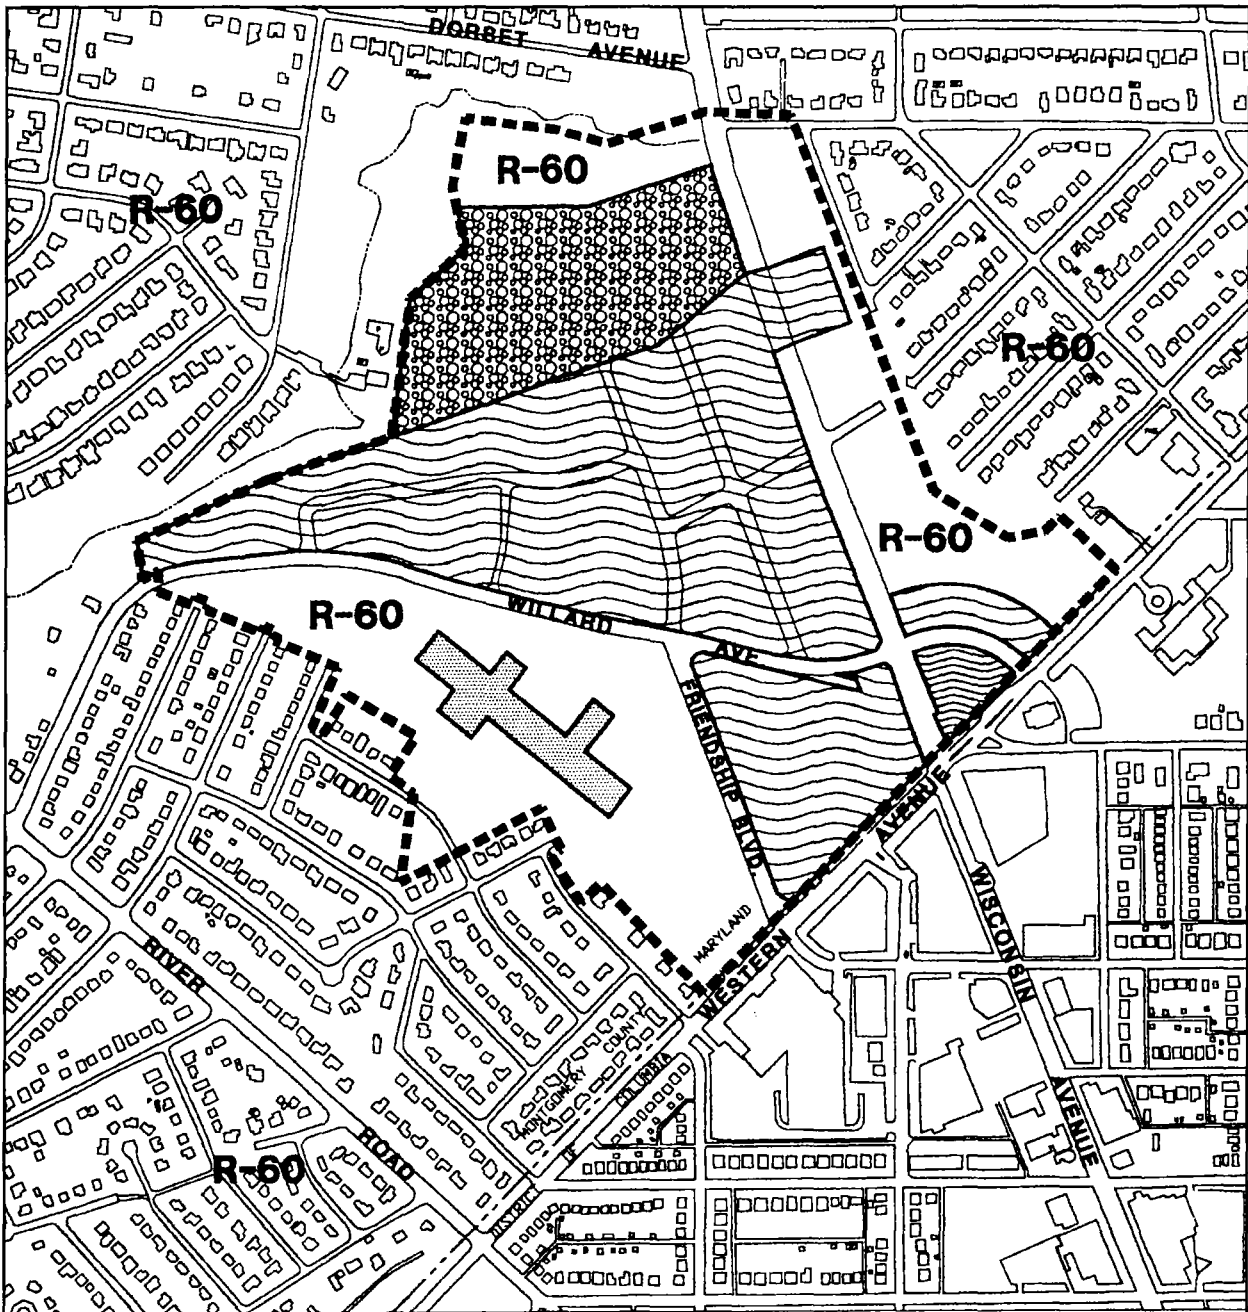 DORSET AVENUE
R-60
R-60
R-60
R-60
R-60
WILLARD AVE
FRIENDSHIP BLVD.
WESTERN AVENUE
WISCONSIN AVENUE
MARYLAND
MONTGOMERY COUNTY
DISTRICT OF COLUMBIA
RIVER ROAD
R-60